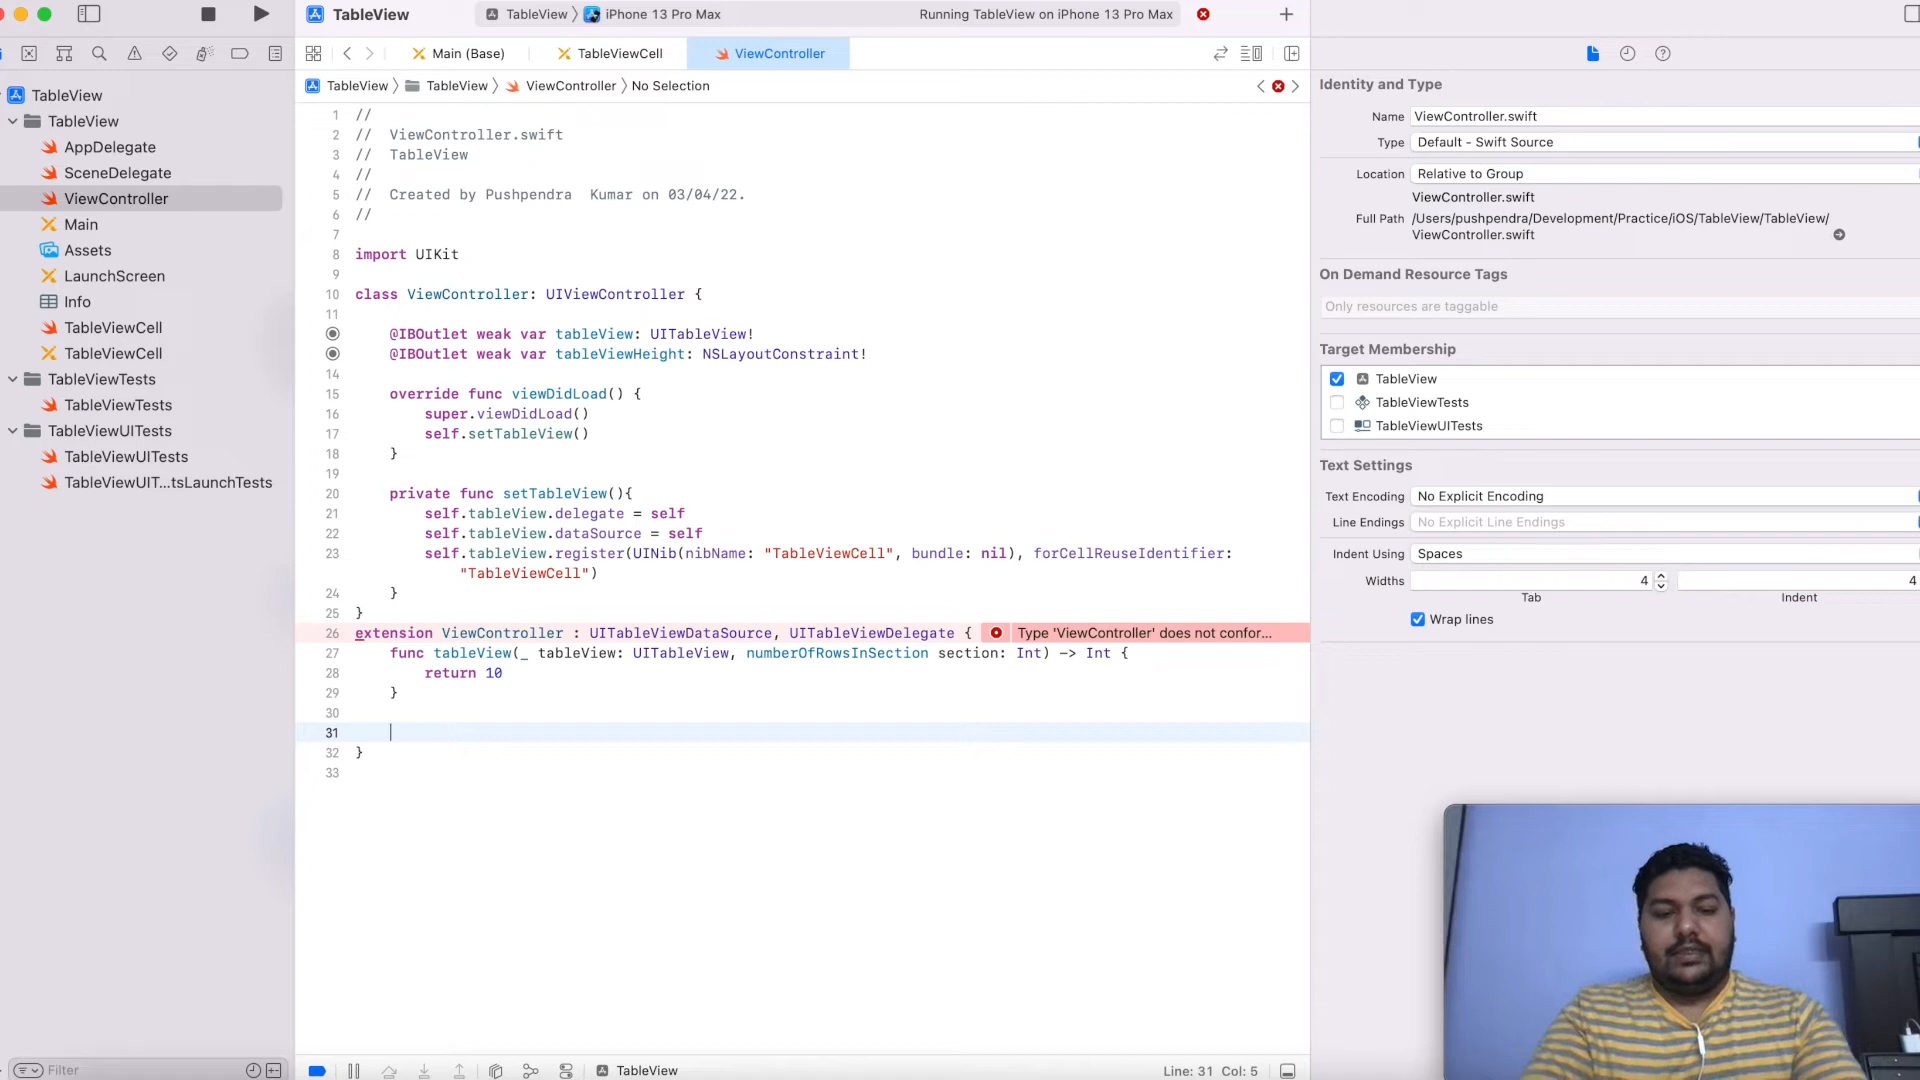 TableView
TableView
iPhone 13 Pro Max
Running TableView on iPhone 13 Pro Max
Main (Base)
TableViewCell
ViewController
TableView
TableView
ViewController
No Selection
TableView
TableView
AppDelegate
SceneDelegate
ViewController
Main
Assets
LaunchScreen
Info
TableViewCell
TableViewCell
TableViewTests
TableViewTests
TableViewUITests
TableViewUITests
TableViewUIT...tsLaunchTests
Filter
1 //
2 // ViewController.swift
3 // TableView
4 //
5 // Created by Pushpendra Kumar on 03/04/22.
6 //
7
8 import UIKit
9
10 class ViewController: UIViewController {
11
@IBOutlet weak var tableView: UITableView!
@IBOutlet weak var tableViewHeight: NSLayoutConstraint!
14
15 override func viewDidLoad() {
16 super.viewDidLoad()
17 self.setTableView()
18 }
19
20 private func setTableView(){
21 self.tableView.delegate = self
22 self.tableView.dataSource = self
23 self.tableView.register(UINib(nibName: "TableViewCell", bundle: nil), forCellReuseIdentifier:
"TableViewCell")
24 }
25 }
26 extension ViewController : UITableViewDataSource, UITableViewDelegate { Type 'ViewController' does not confor...
27 func tableView(_ tableView: UITableView, numberOfRowsInSection section: Int) -> Int {
28 return 10
29 }
30
31
32 }
33
TableView
Line: 31 Col: 5
Identity and Type
Name ViewController.swift
Type Default - Swift Source
Location Relative to Group
ViewController.swift
Full Path /Users/pushpendra/Development/Practice/iOS/TableView/TableView/
ViewController.swift
On Demand Resource Tags
Only resources are taggable
Target Membership
TableView
TableViewTests
TableViewUITests
Text Settings
Text Encoding No Explicit Encoding
Line Endings No Explicit Line Endings
Indent Using Spaces
Widths 4 4
Tab Indent
Wrap lines